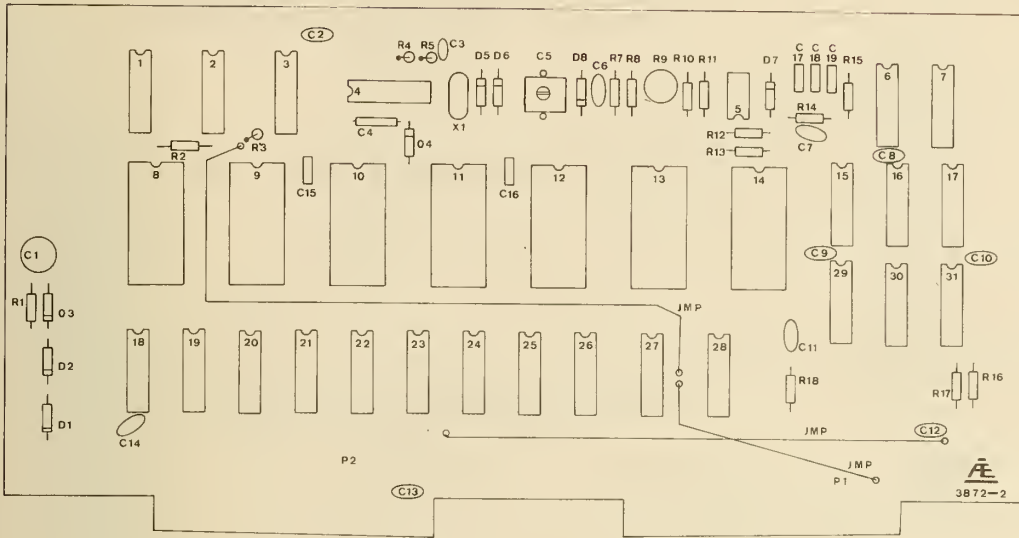 C2
R4 R5 C3
C C C
17 18 19
D5 D6 C5 D8 C6 R7 R8 R9 R10 R11 D7 R15
1 2 3 4 5 6 7
X1
R14
C4 O4 R12 C7
R3
R2 R13
C8
8 9 10 11 12 13 14 15 16 17
C15 C16
C1
C9 C10
29 30 31
R1 O3
JMP
18 19 20 21 22 23 24 25 26 27 28
C11
D2
R18 R17 R16
D1
C14
JMP
C12
P2
JMP
P1
C13
3872-2